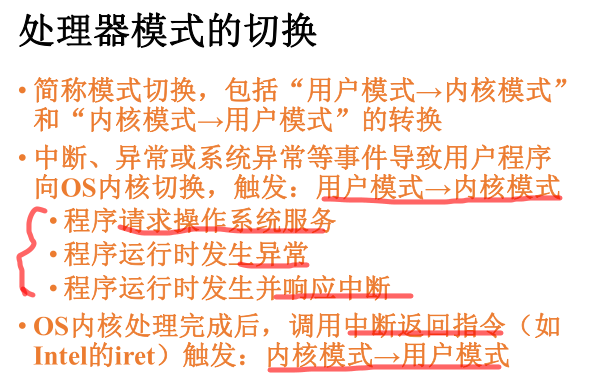 处理器模式的切换
• 简称模式切换，包括“用户模式→内核模式”
和“内核模式→用户模式”的转换
• 中断、异常或系统异常等事件导致用户程序
向OS内核切换，触发：用户模式→内核模式
• 程序请求操作系统服务
• 程序运行时发生异常
• 程序运行时发生并响应中断
• OS内核处理完成后，调用中断返回指令（如
Intel的iret）触发：内核模式→用户模式